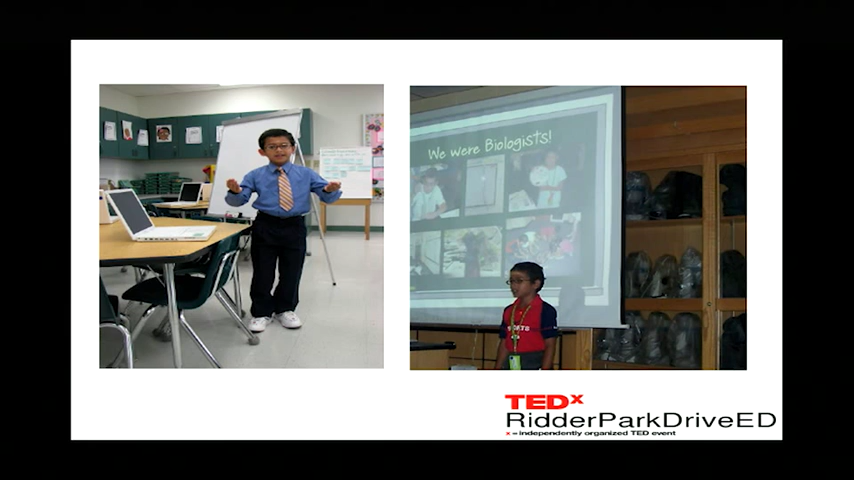 We Were Biologists!
TEDx
RidderParkDriveED
x = independently organized TED event